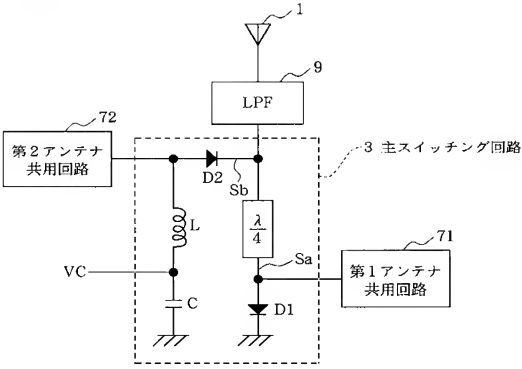 1
9
LPF
72
第2アンテナ
共用回路
3 主スイッチング回路
D2
Sb
L
λ/4
71
Sa
第1アンテナ
共用回路
VC
C
D1